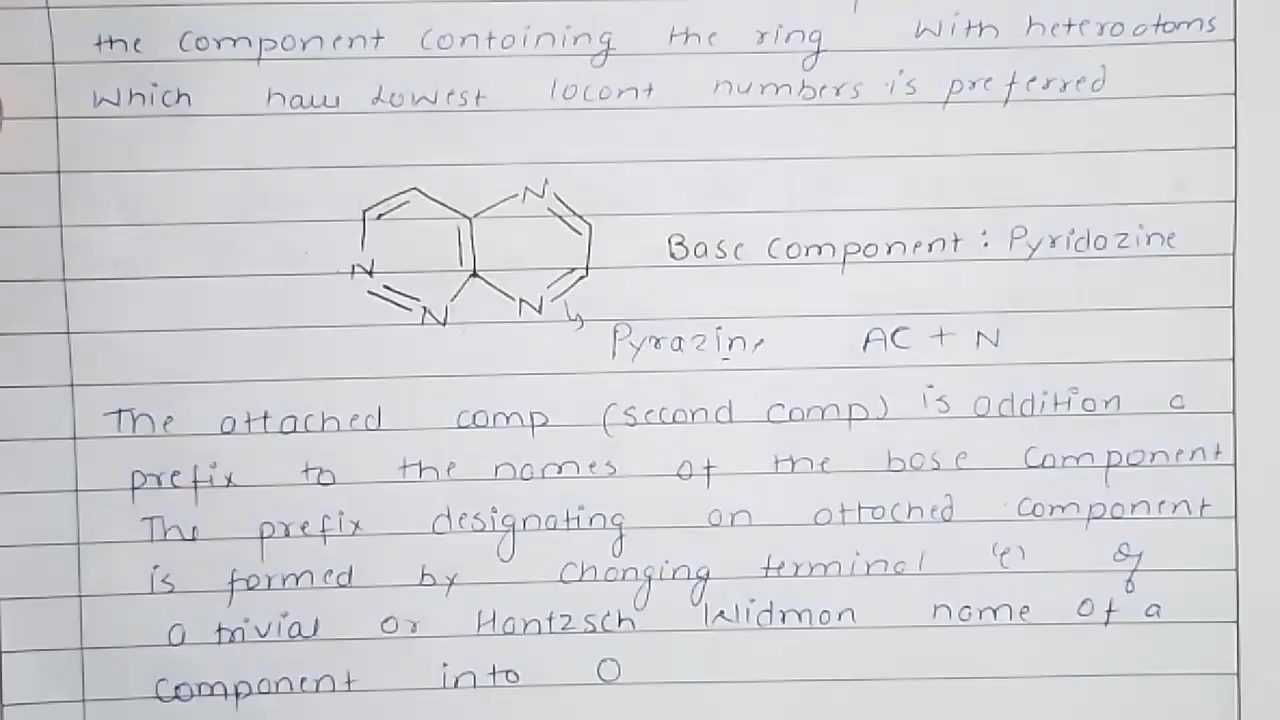 the component containing the ring with heteroatoms
which have lowest locant numbers is preferred
N
Base component : Pyridazine
N
N
N
Pyrazine AC + N
The attached comp (second comp) is addition a
prefix to the names of the base component
The prefix designating an attached component
is formed by changing terminal (e) of
a trivial or Hantzsch Widman name of a
component into O